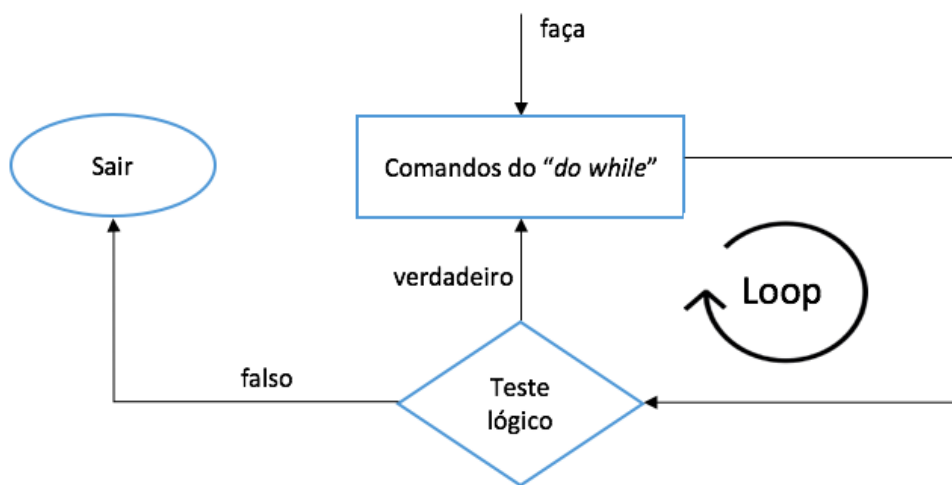 faça
Sair
Comandos do “do while”
verdadeiro
Loop
falso
Teste
lógico